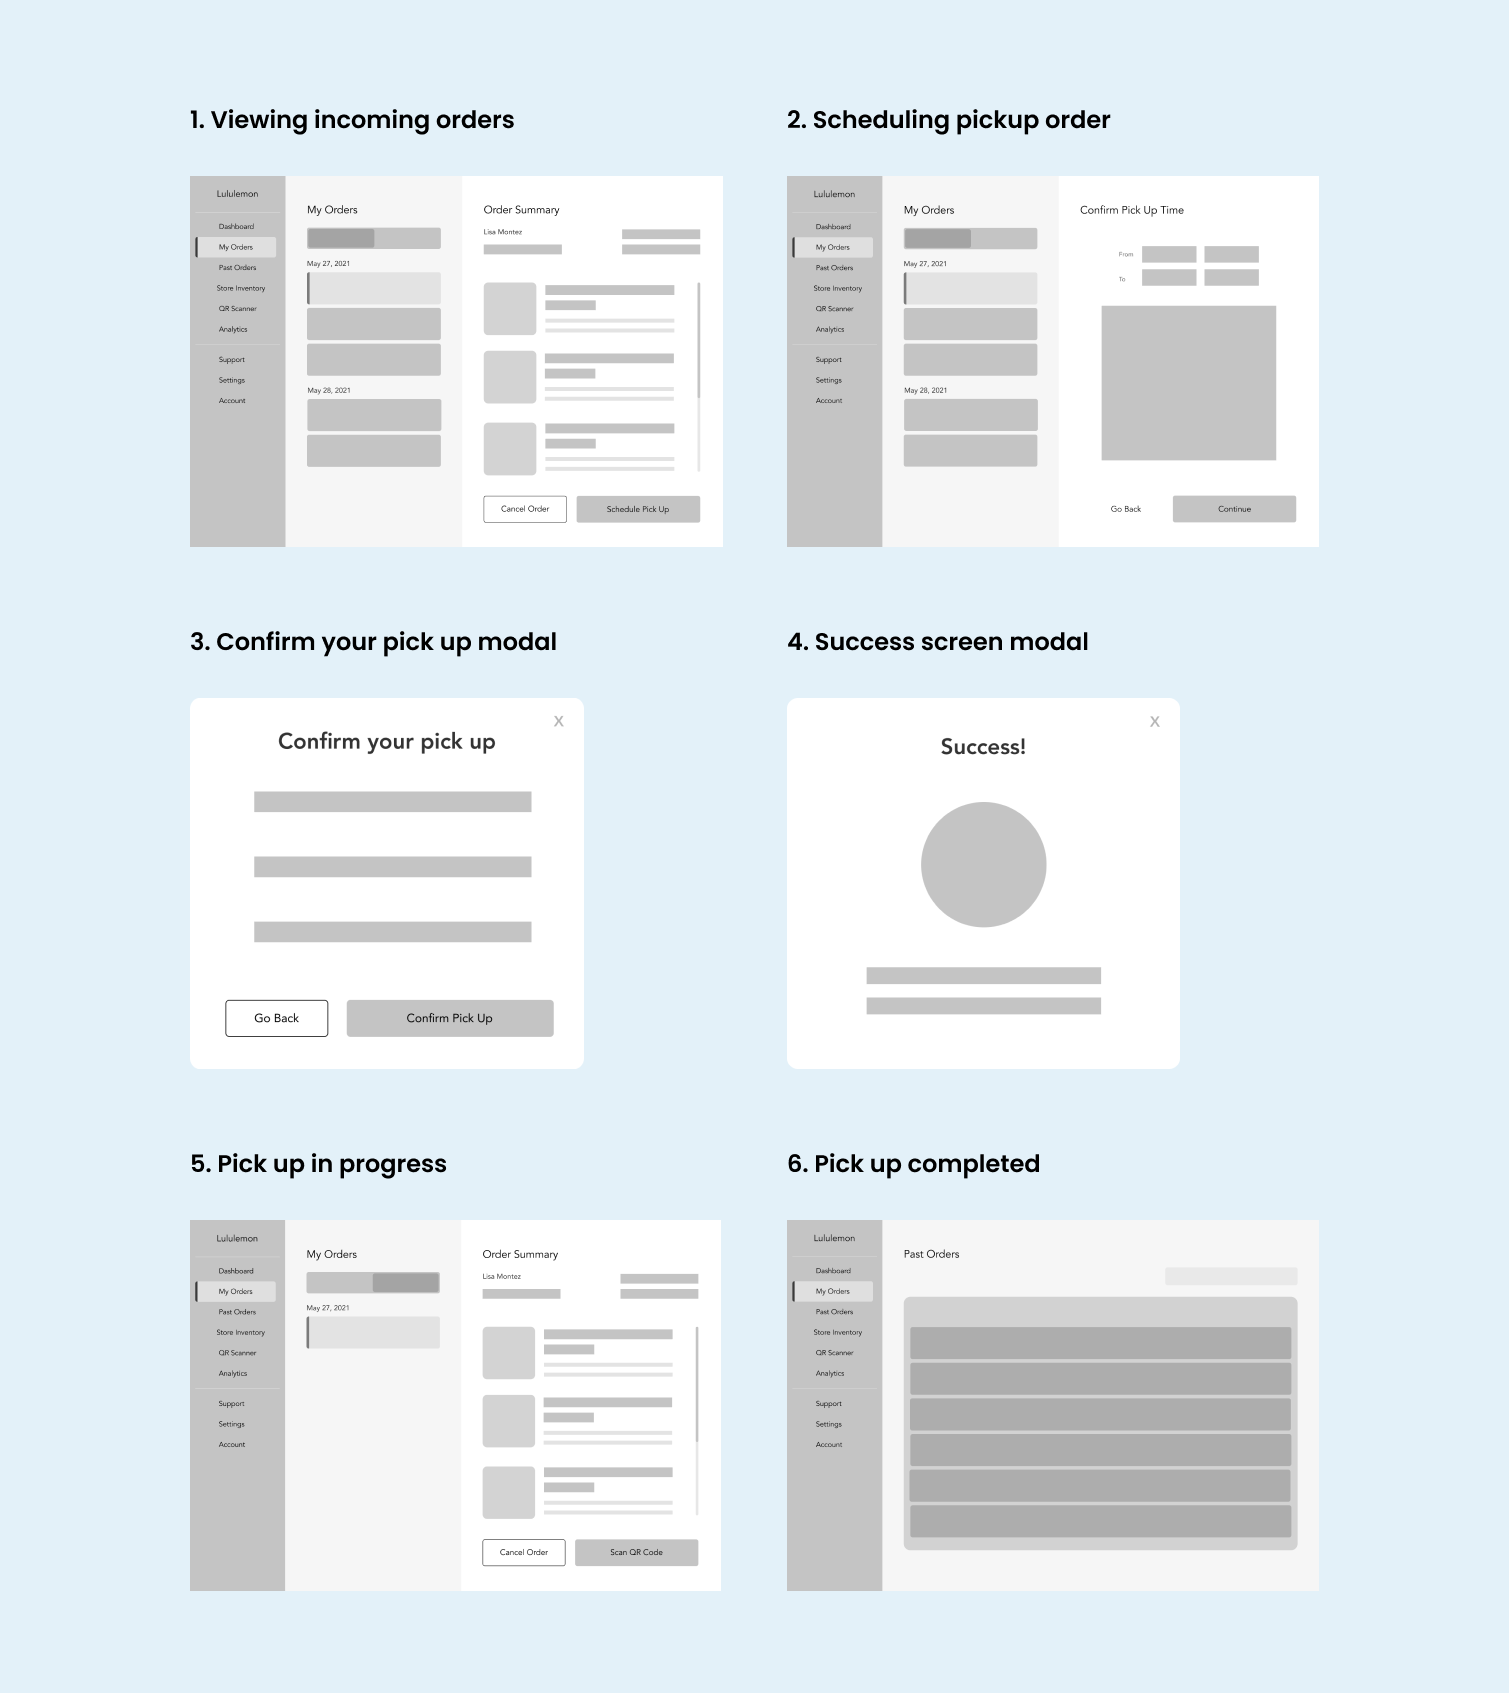 1. Viewing incoming orders
Lululemon
Dashboard
My Orders
Past Orders
Store Inventory
QR Scanner
Analytics
Support
Settings
Account
My Orders
May 27, 2021
May 28, 2021
Order Summary
Lisa Montez
Cancel Order
Schedule Pick Up
2. Scheduling pickup order
Lululemon
Dashboard
My Orders
Past Orders
Store Inventory
QR Scanner
Analytics
Support
Settings
Account
My Orders
May 27, 2021
May 28, 2021
Confirm Pick Up Time
From
To
Go Back
Continue
3. Confirm your pick up modal
X
Confirm your pick up
Go Back
Confirm Pick Up
4. Success screen modal
X
Success!
5. Pick up in progress
Lululemon
Dashboard
My Orders
Past Orders
Store Inventory
QR Scanner
Analytics
Support
Settings
Account
My Orders
May 27, 2021
Order Summary
Lisa Montez
Cancel Order
Scan QR Code
6. Pick up completed
Lululemon
Dashboard
My Orders
Past Orders
Store Inventory
QR Scanner
Analytics
Support
Settings
Account
Past Orders